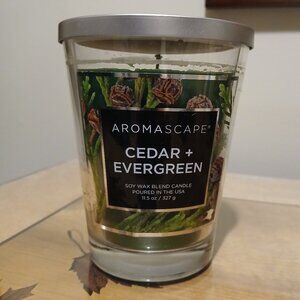 AROMASCAPE®
CEDAR +
EVERGREEN
SOY WAX BLEND CANDLE
POURED IN THE USA
11.5 oz / 327 g